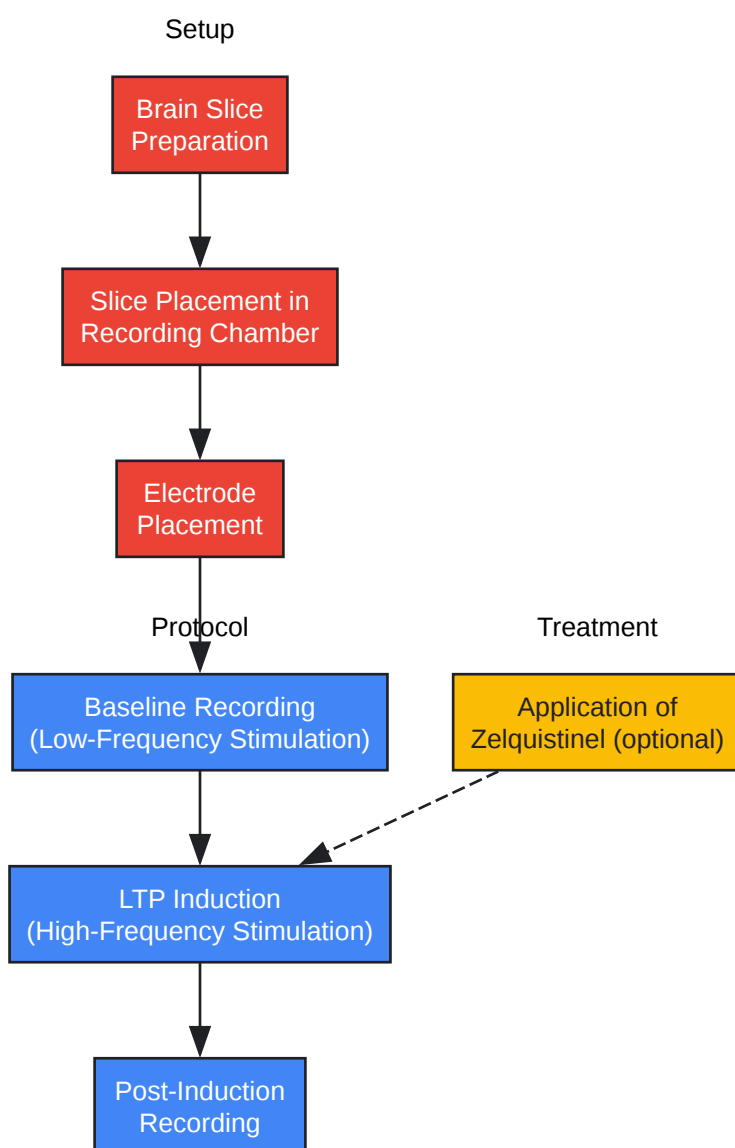 Setup
Brain Slice
Preparation
Slice Placement in
Recording Chamber
Electrode
Placement
Protocol
Treatment
Baseline Recording
(Low-Frequency Stimulation)
Application of
Zelquistinel (optional)
LTP Induction
(High-Frequency Stimulation)
Post-Induction
Recording